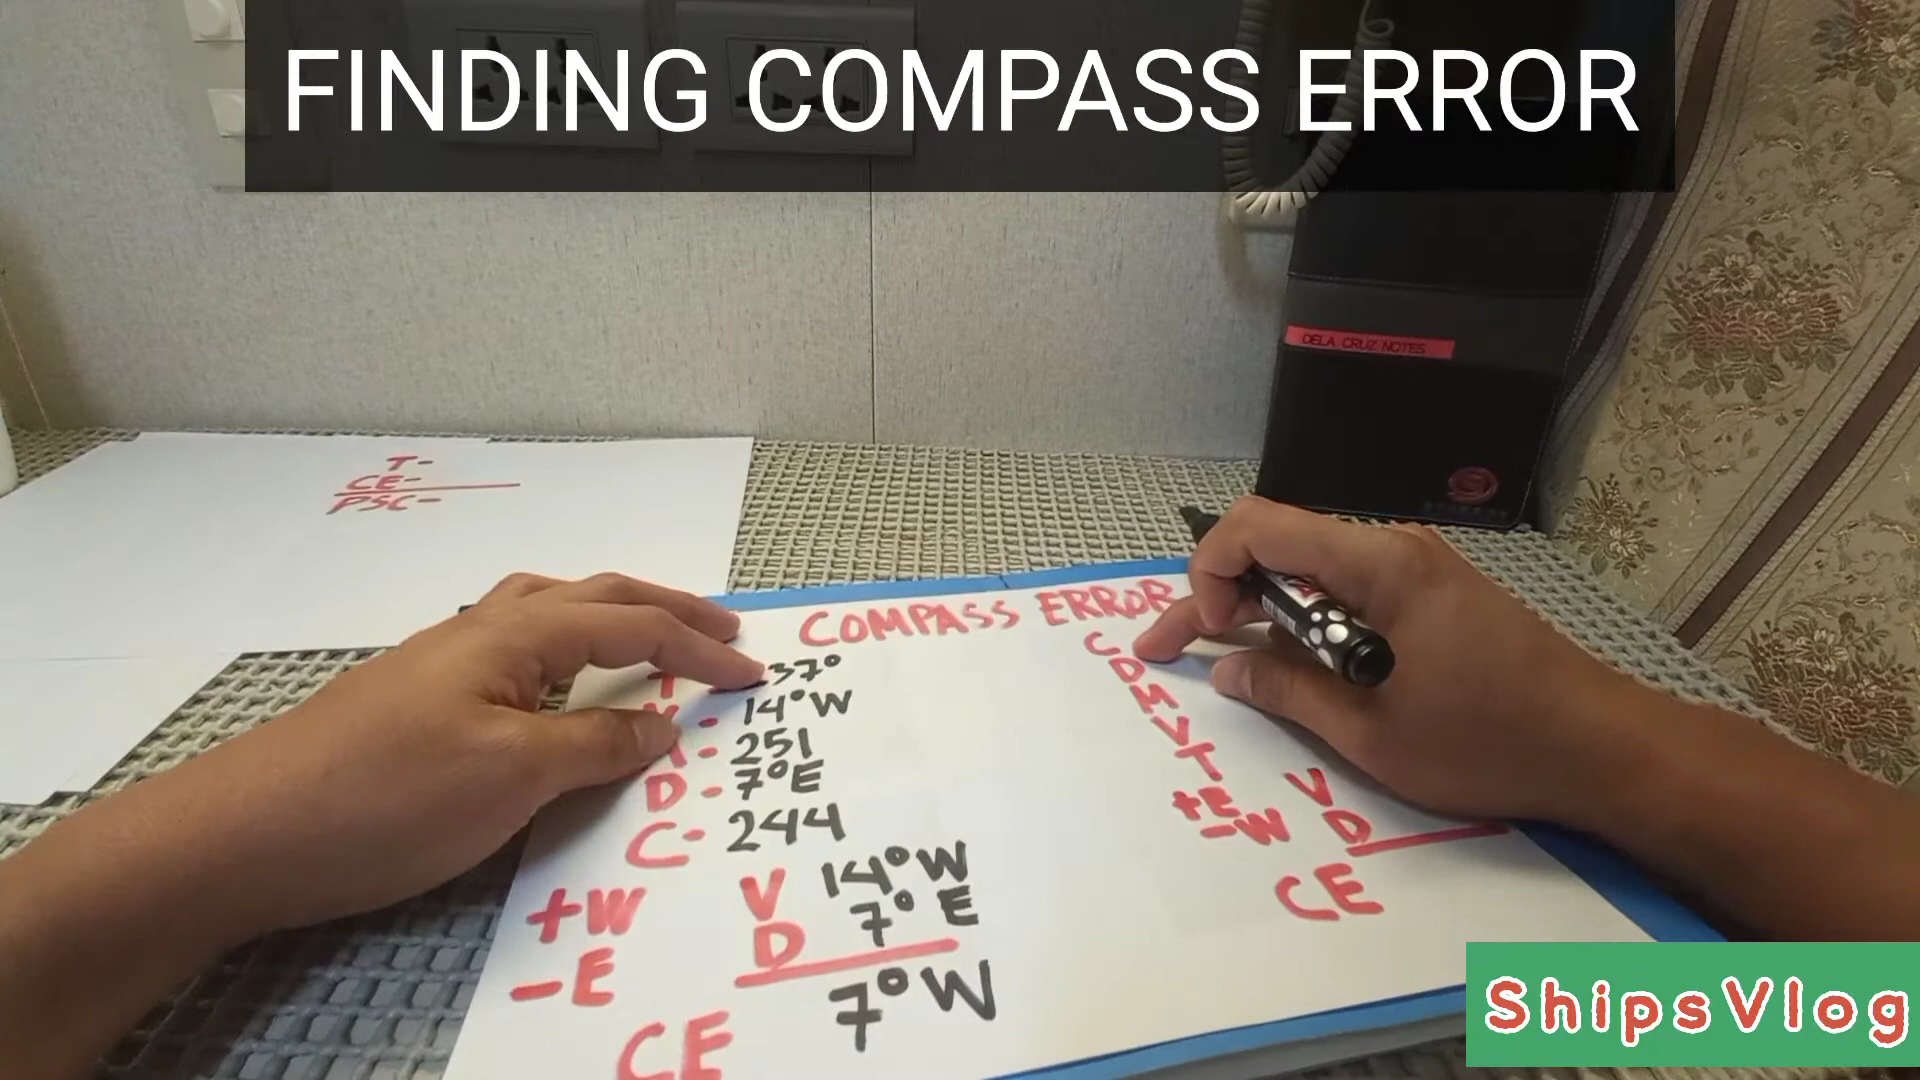 FINDING COMPASS ERROR
DELA CRUZ NOTES
T-
CE-
PSC-
COMPASS ERROR
37°
- 14°W
- 251
D - 7°E
C - 244
+W
-E
V 14°W
D 7°E
7°W
CE
C
D
M
V
T
+E
-W
V
D
CE
ShipsVlog